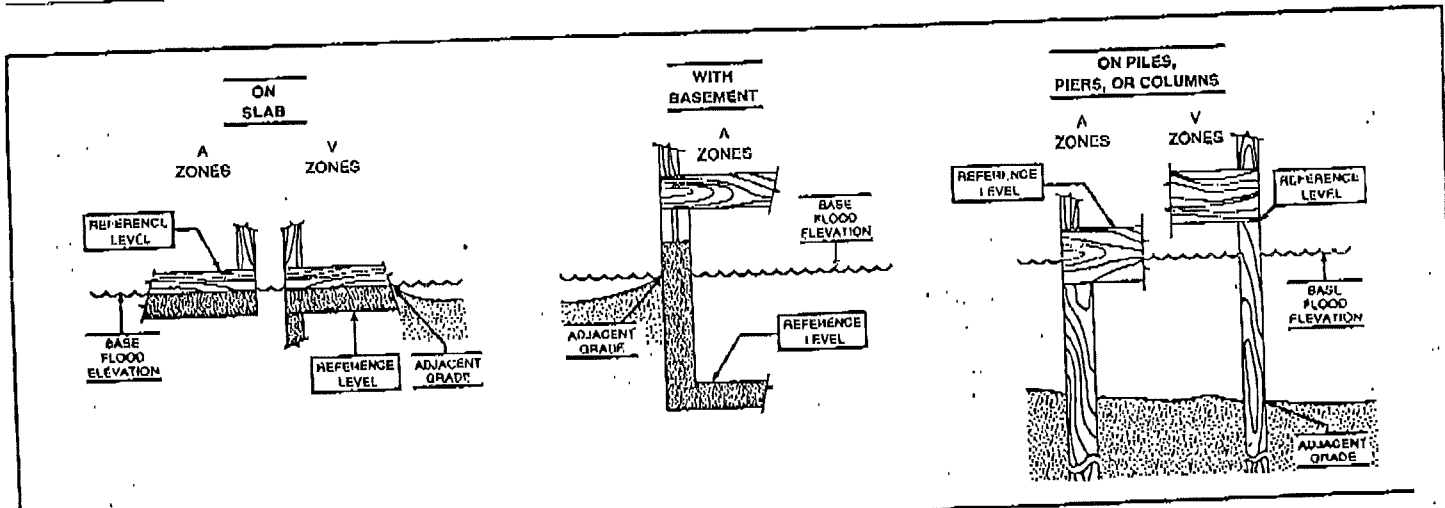 ON
SLAB
A
ZONES
V
ZONES
REFERENCE
LEVEL
BASE
FLOOD
ELEVATION
REFERENCE
LEVEL
ADJACENT
GRADE
WITH
BASEMENT
A
ZONES
BASE
FLOOD
ELEVATION
ADJACENT
GRADE
REFERENCE
LEVEL
ON PILES,
PIERS, OR COLUMNS
A
ZONES
V
ZONES
REFERENCE
LEVEL
REFERENCE
LEVEL
BASE
FLOOD
ELEVATION
ADJACENT
GRADE